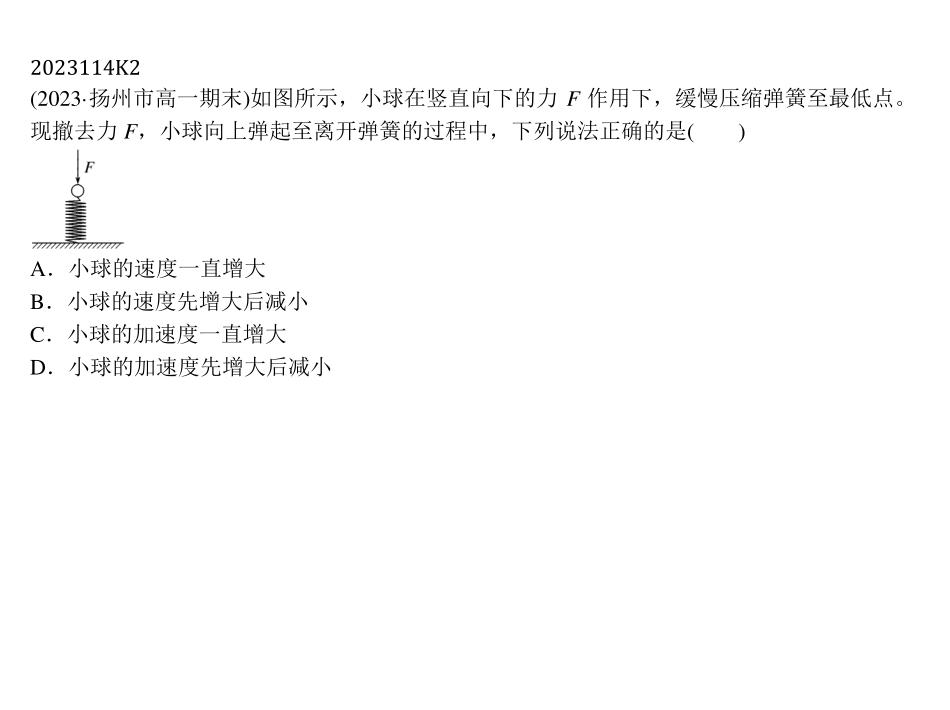 2023114K2
(2023·扬州市高一期末)如图所示，小球在竖直向下的力 F 作用下，缓慢压缩弹簧至最低点。
现撤去力 F，小球向上弹起至离开弹簧的过程中，下列说法正确的是(　　)
F
A．小球的速度一直增大
B．小球的速度先增大后减小
C．小球的加速度一直增大
D．小球的加速度先增大后减小